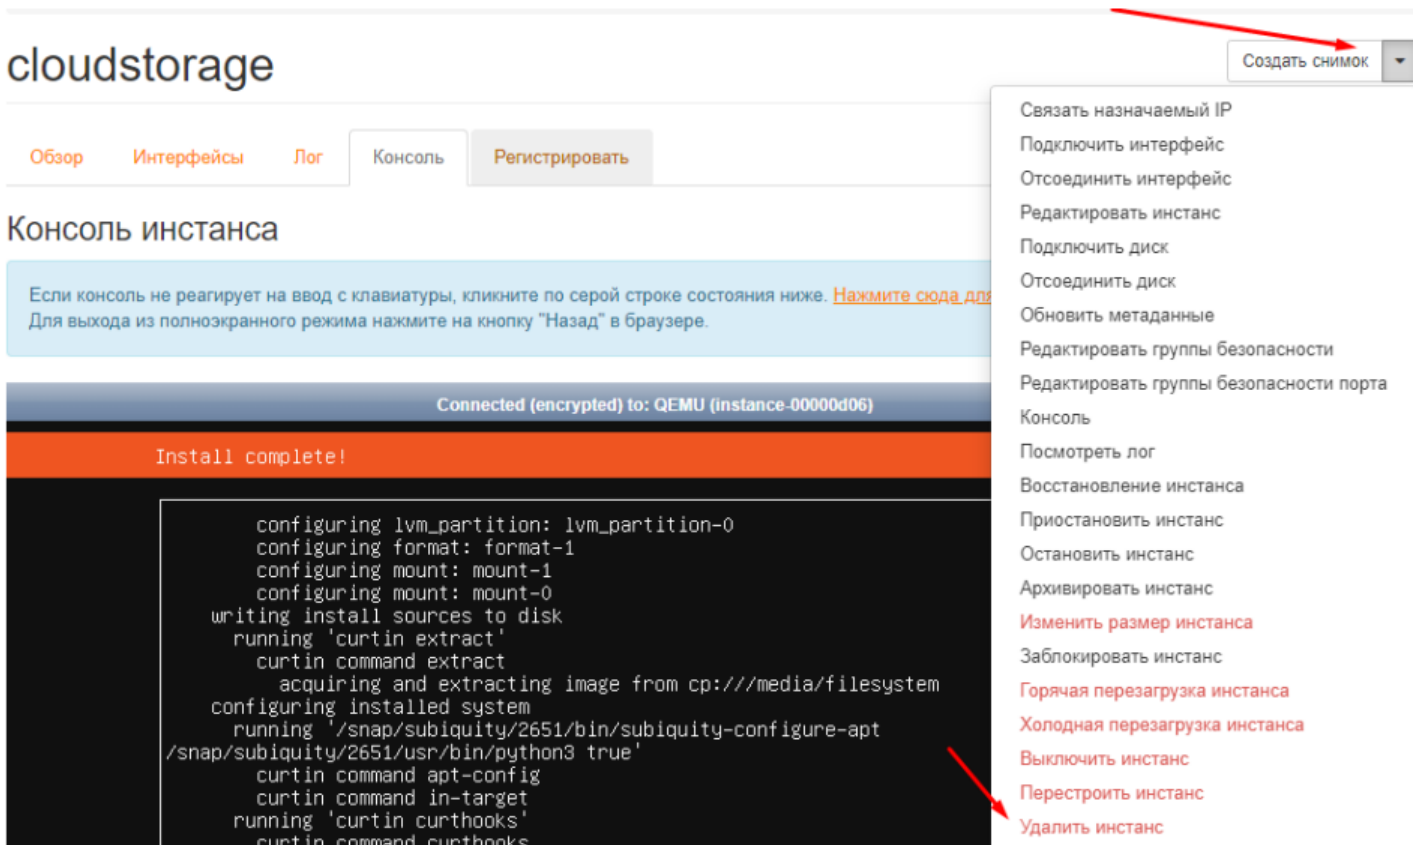 cloudstorage
Создать снимок
Обзор
Интерфейсы
Лог
Консоль
Регистрировать
Консоль инстанса
Если консоль не реагирует на ввод с клавиатуры, кликните по серой строке состояния ниже. Нажмите сюда для
Для выхода из полноэкранного режима нажмите на кнопку "Назад" в браузере.
Connected (encrypted) to: QEMU (instance-00000d06)
Install complete!
configuring lvm_partition: lvm_partition-0
configuring format: format-1
configuring mount: mount-1
configuring mount: mount-0
writing install sources to disk
running 'curtin extract'
curtin command extract
acquiring and extracting image from cp:///media/filesystem
configuring installed system
running '/snap/subiquity/2651/bin/subiquity-configure-apt
/snap/subiquity/2651/usr/bin/python3 true'
curtin command apt-config
curtin command in-target
running 'curtin curthooks'
curtin command curthooks
Связать назначаемый IP
Подключить интерфейс
Отсоединить интерфейс
Редактировать инстанс
Подключить диск
Отсоединить диск
Обновить метаданные
Редактировать группы безопасности
Редактировать группы безопасности порта
Консоль
Посмотреть лог
Восстановление инстанса
Приостановить инстанс
Остановить инстанс
Архивировать инстанс
Изменить размер инстанса
Заблокировать инстанс
Горячая перезагрузка инстанса
Холодная перезагрузка инстанса
Выключить инстанс
Перестроить инстанс
Удалить инстанс